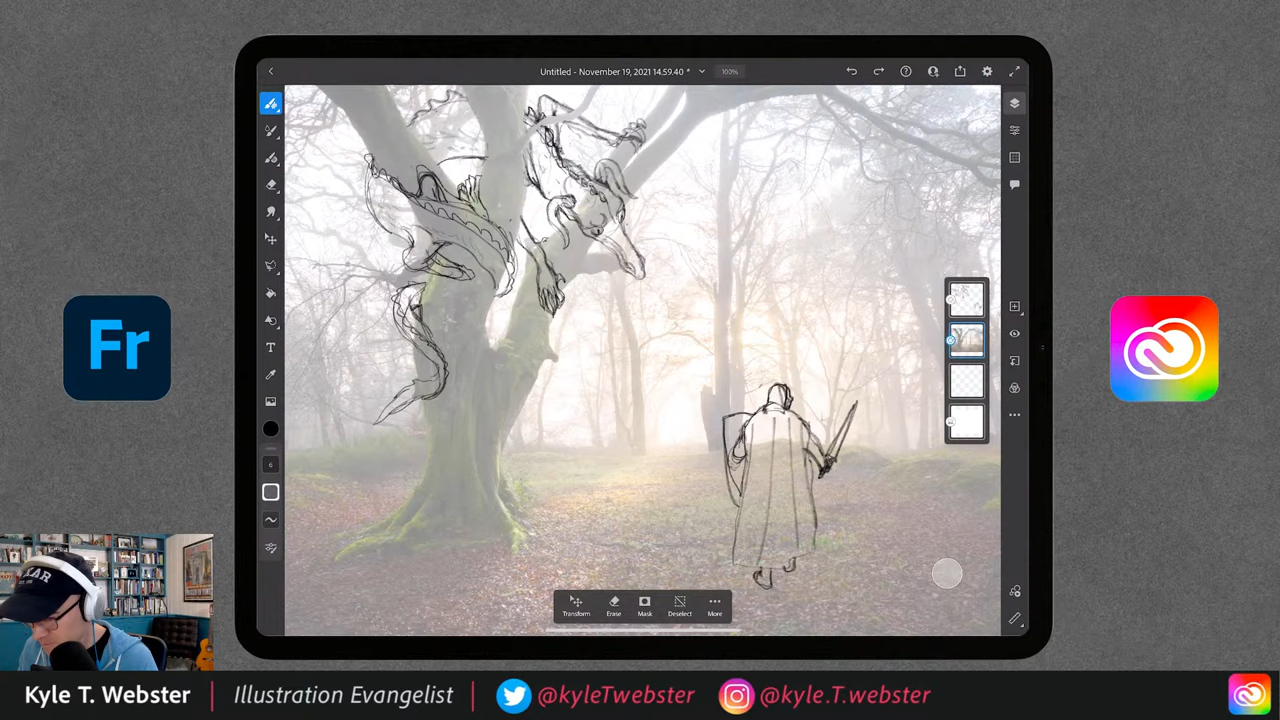 Untitled - November 19, 2021 14.59.40 *
100%
Fr
T
6
Transform
Erase
Mask
Deselect
More
Kyle T. Webster
Illustration Evangelist
@kyleTwebster
@kyle.T.webster